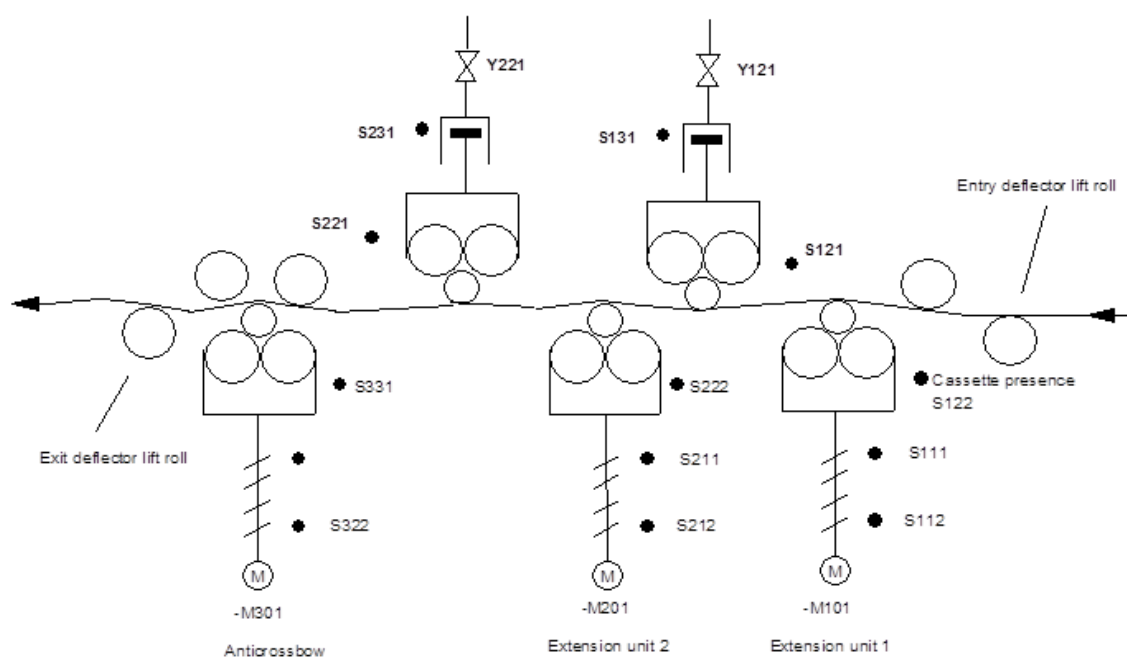 Y221
Y121
S231
S131
Entry deflector lift roll
S221
S121
S331
S222
Cassette presence
S122
Exit deflector lift roll
S211
S111
S322
S212
S112
M
M
M
-M301
-M201
-M101
Anticrossbow
Extension unit 2
Extension unit 1